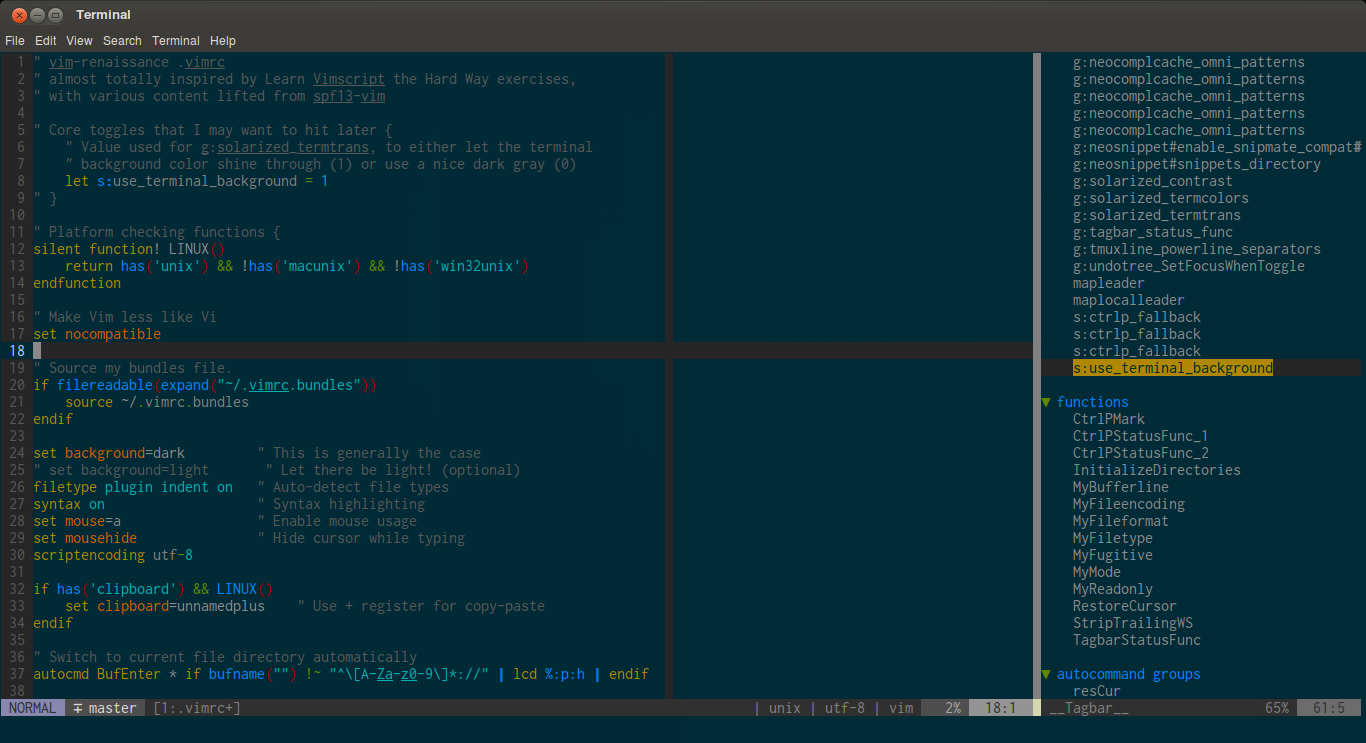 Terminal
File Edit View Search Terminal Help
1 " vim-renaissance .vimrc
2 " almost totally inspired by Learn Vimscript the Hard Way exercises,
3 " with various content lifted from spf13-vim
4
5 " Core toggles that I may want to hit later {
6 " Value used for g:solarized_termtrans, to either let the terminal
7 " background color shine through (1) or use a nice dark gray (0)
8 let s:use_terminal_background = 1
9 " }
10
11 " Platform checking functions {
12 silent function! LINUX()
13 return has('unix') && !has('macunix') && !has('win32unix')
14 endfunction
15
16 " Make Vim less like Vi
17 set nocompatible
18
19 " Source my bundles file.
20 if filereadable(expand("~/.vimrc.bundles"))
21 source ~/.vimrc.bundles
22 endif
23
24 set background=dark " This is generally the case
25 " set background=light " Let there be light! (optional)
26 filetype plugin indent on " Auto-detect file types
27 syntax on " Syntax highlighting
28 set mouse=a " Enable mouse usage
29 set mousehide " Hide cursor while typing
30 scriptencoding utf-8
31
32 if has('clipboard') && LINUX()
33 set clipboard=unnamedplus " Use + register for copy-paste
34 endif
35
36 " Switch to current file directory automatically
37 autocmd BufEnter * if bufname("") !~ "^\[A-Za-z0-9\]*://" | lcd %:p:h | endif
38
NORMAL ∓ master [1:.vimrc+] | unix | utf-8 | vim 2% 18:1
g:neocomplcache_omni_patterns
g:neocomplcache_omni_patterns
g:neocomplcache_omni_patterns
g:neocomplcache_omni_patterns
g:neocomplcache_omni_patterns
g:neosnippet#enable_snipmate_compat#
g:neosnippet#snippets_directory
g:solarized_contrast
g:solarized_termcolors
g:solarized_termtrans
g:tagbar_status_func
g:tmuxline_powerline_separators
g:undotree_SetFocusWhenToggle
mapleader
maplocalleader
s:ctrlp_fallback
s:ctrlp_fallback
s:ctrlp_fallback
s:use_terminal_background
▼ functions
CtrlPMark
CtrlPStatusFunc_1
CtrlPStatusFunc_2
InitializeDirectories
MyBufferline
MyFileencoding
MyFileformat
MyFiletype
MyFugitive
MyMode
MyReadonly
RestoreCursor
StripTrailingWS
TagbarStatusFunc
▼ autocommand groups
resCur
__Tagbar__ 65% 61:5